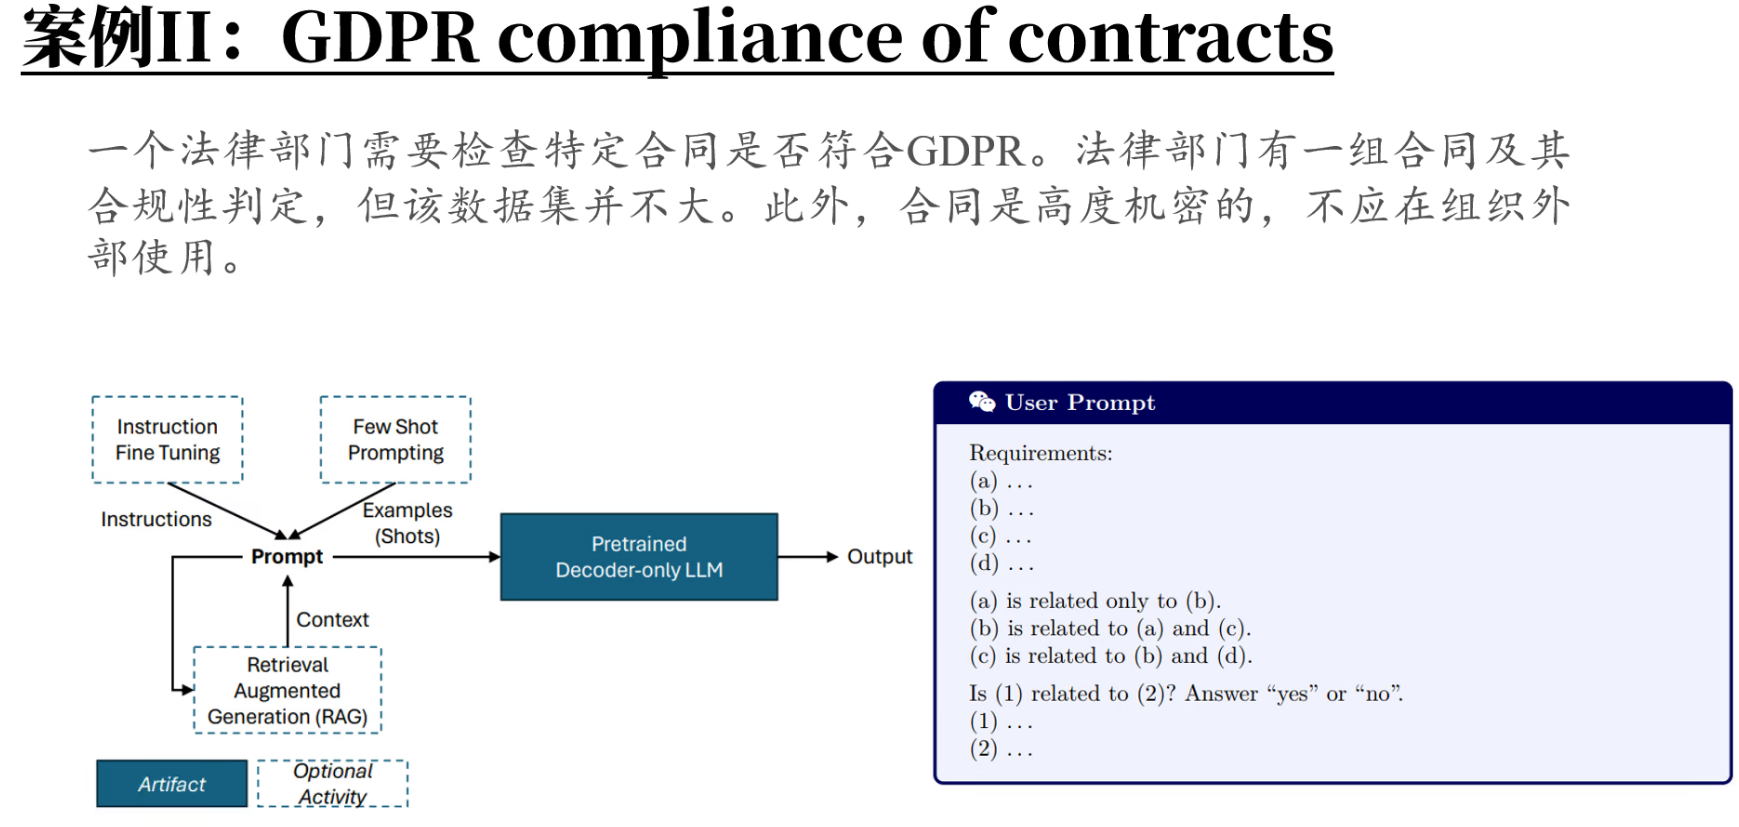 案例II：GDPR compliance of contracts
一个法律部门需要检查特定合同是否符合GDPR。法律部门有一组合同及其
合规性判定，但该数据集并不大。此外，合同是高度机密的，不应在组织外
部使用。
Instruction
Fine Tuning
Few Shot
Prompting
Instructions
Examples
(Shots)
Prompt
Pretrained
Decoder-only LLM
Output
Context
Retrieval
Augmented
Generation (RAG)
Artifact
Optional
Activity
User Prompt
Requirements:
(a) ...
(b) ...
(c) ...
(d) ...
(a) is related only to (b).
(b) is related to (a) and (c).
(c) is related to (b) and (d).
Is (1) related to (2)? Answer “yes” or “no”.
(1) ...
(2) ...